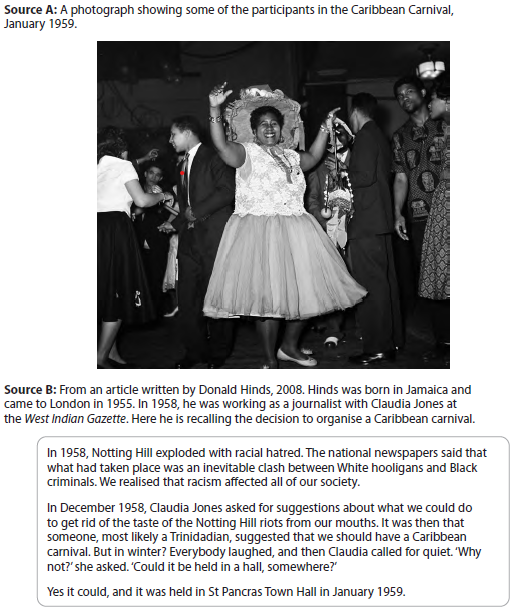 Source A: A photograph showing some of the participants in the Caribbean Carnival,
January 1959.
Source B: From an article written by Donald Hinds, 2008. Hinds was born in Jamaica and
came to London in 1955. In 1958, he was working as a journalist with Claudia Jones at
the West Indian Gazette. Here he is recalling the decision to organise a Caribbean carnival.
In 1958, Notting Hill exploded with racial hatred. The national newspapers said that
what had taken place was an inevitable clash between White hooligans and Black
criminals. We realised that racism affected all of our society.
In December 1958, Claudia Jones asked for suggestions about what we could do
to get rid of the taste of the Notting Hill riots from our mouths. It was then that
someone, most likely a Trinidadian, suggested that we should have a Caribbean
carnival. But in winter? Everybody laughed, and then Claudia called for quiet. ‘Why
not?’ she asked. ‘Could it be held in a hall, somewhere?’
Yes it could, and it was held in St Pancras Town Hall in January 1959.